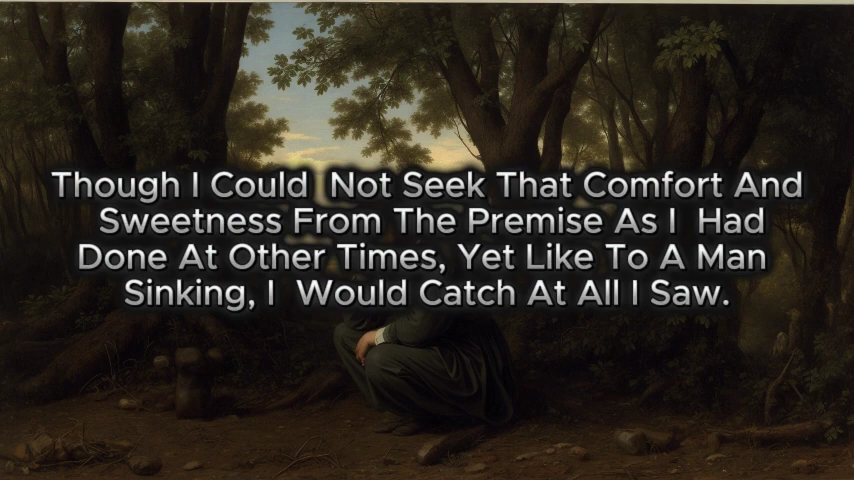 Though I Could Not Seek That Comfort And
Sweetness From The Premise As I Had
Done At Other Times, Yet Like To A Man
Sinking, I Would Catch At All I Saw.